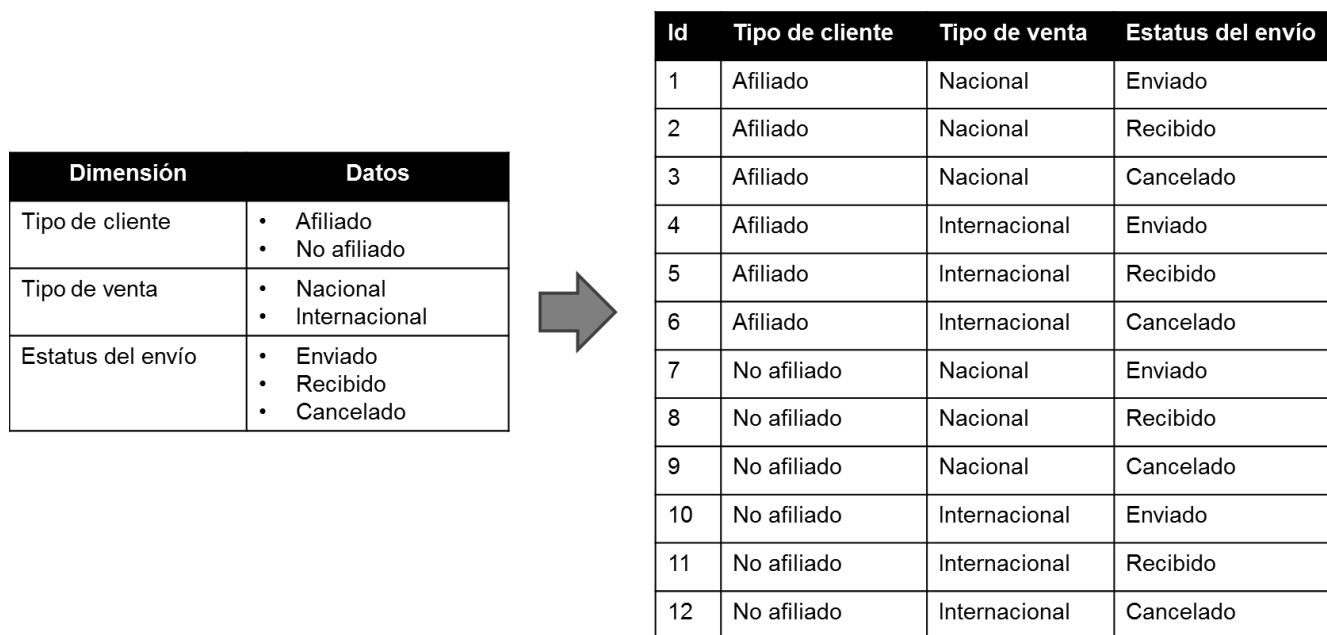 Dimensión Datos
Tipo de cliente • Afiliado
• No afiliado
Tipo de venta • Nacional
• Internacional
Estatus del envío • Enviado
• Recibido
• Cancelado
Id Tipo de cliente Tipo de venta Estatus del envío
1 Afiliado Nacional Enviado
2 Afiliado Nacional Recibido
3 Afiliado Nacional Cancelado
4 Afiliado Internacional Enviado
5 Afiliado Internacional Recibido
6 Afiliado Internacional Cancelado
7 No afiliado Nacional Enviado
8 No afiliado Nacional Recibido
9 No afiliado Nacional Cancelado
10 No afiliado Internacional Enviado
11 No afiliado Internacional Recibido
12 No afiliado Internacional Cancelado